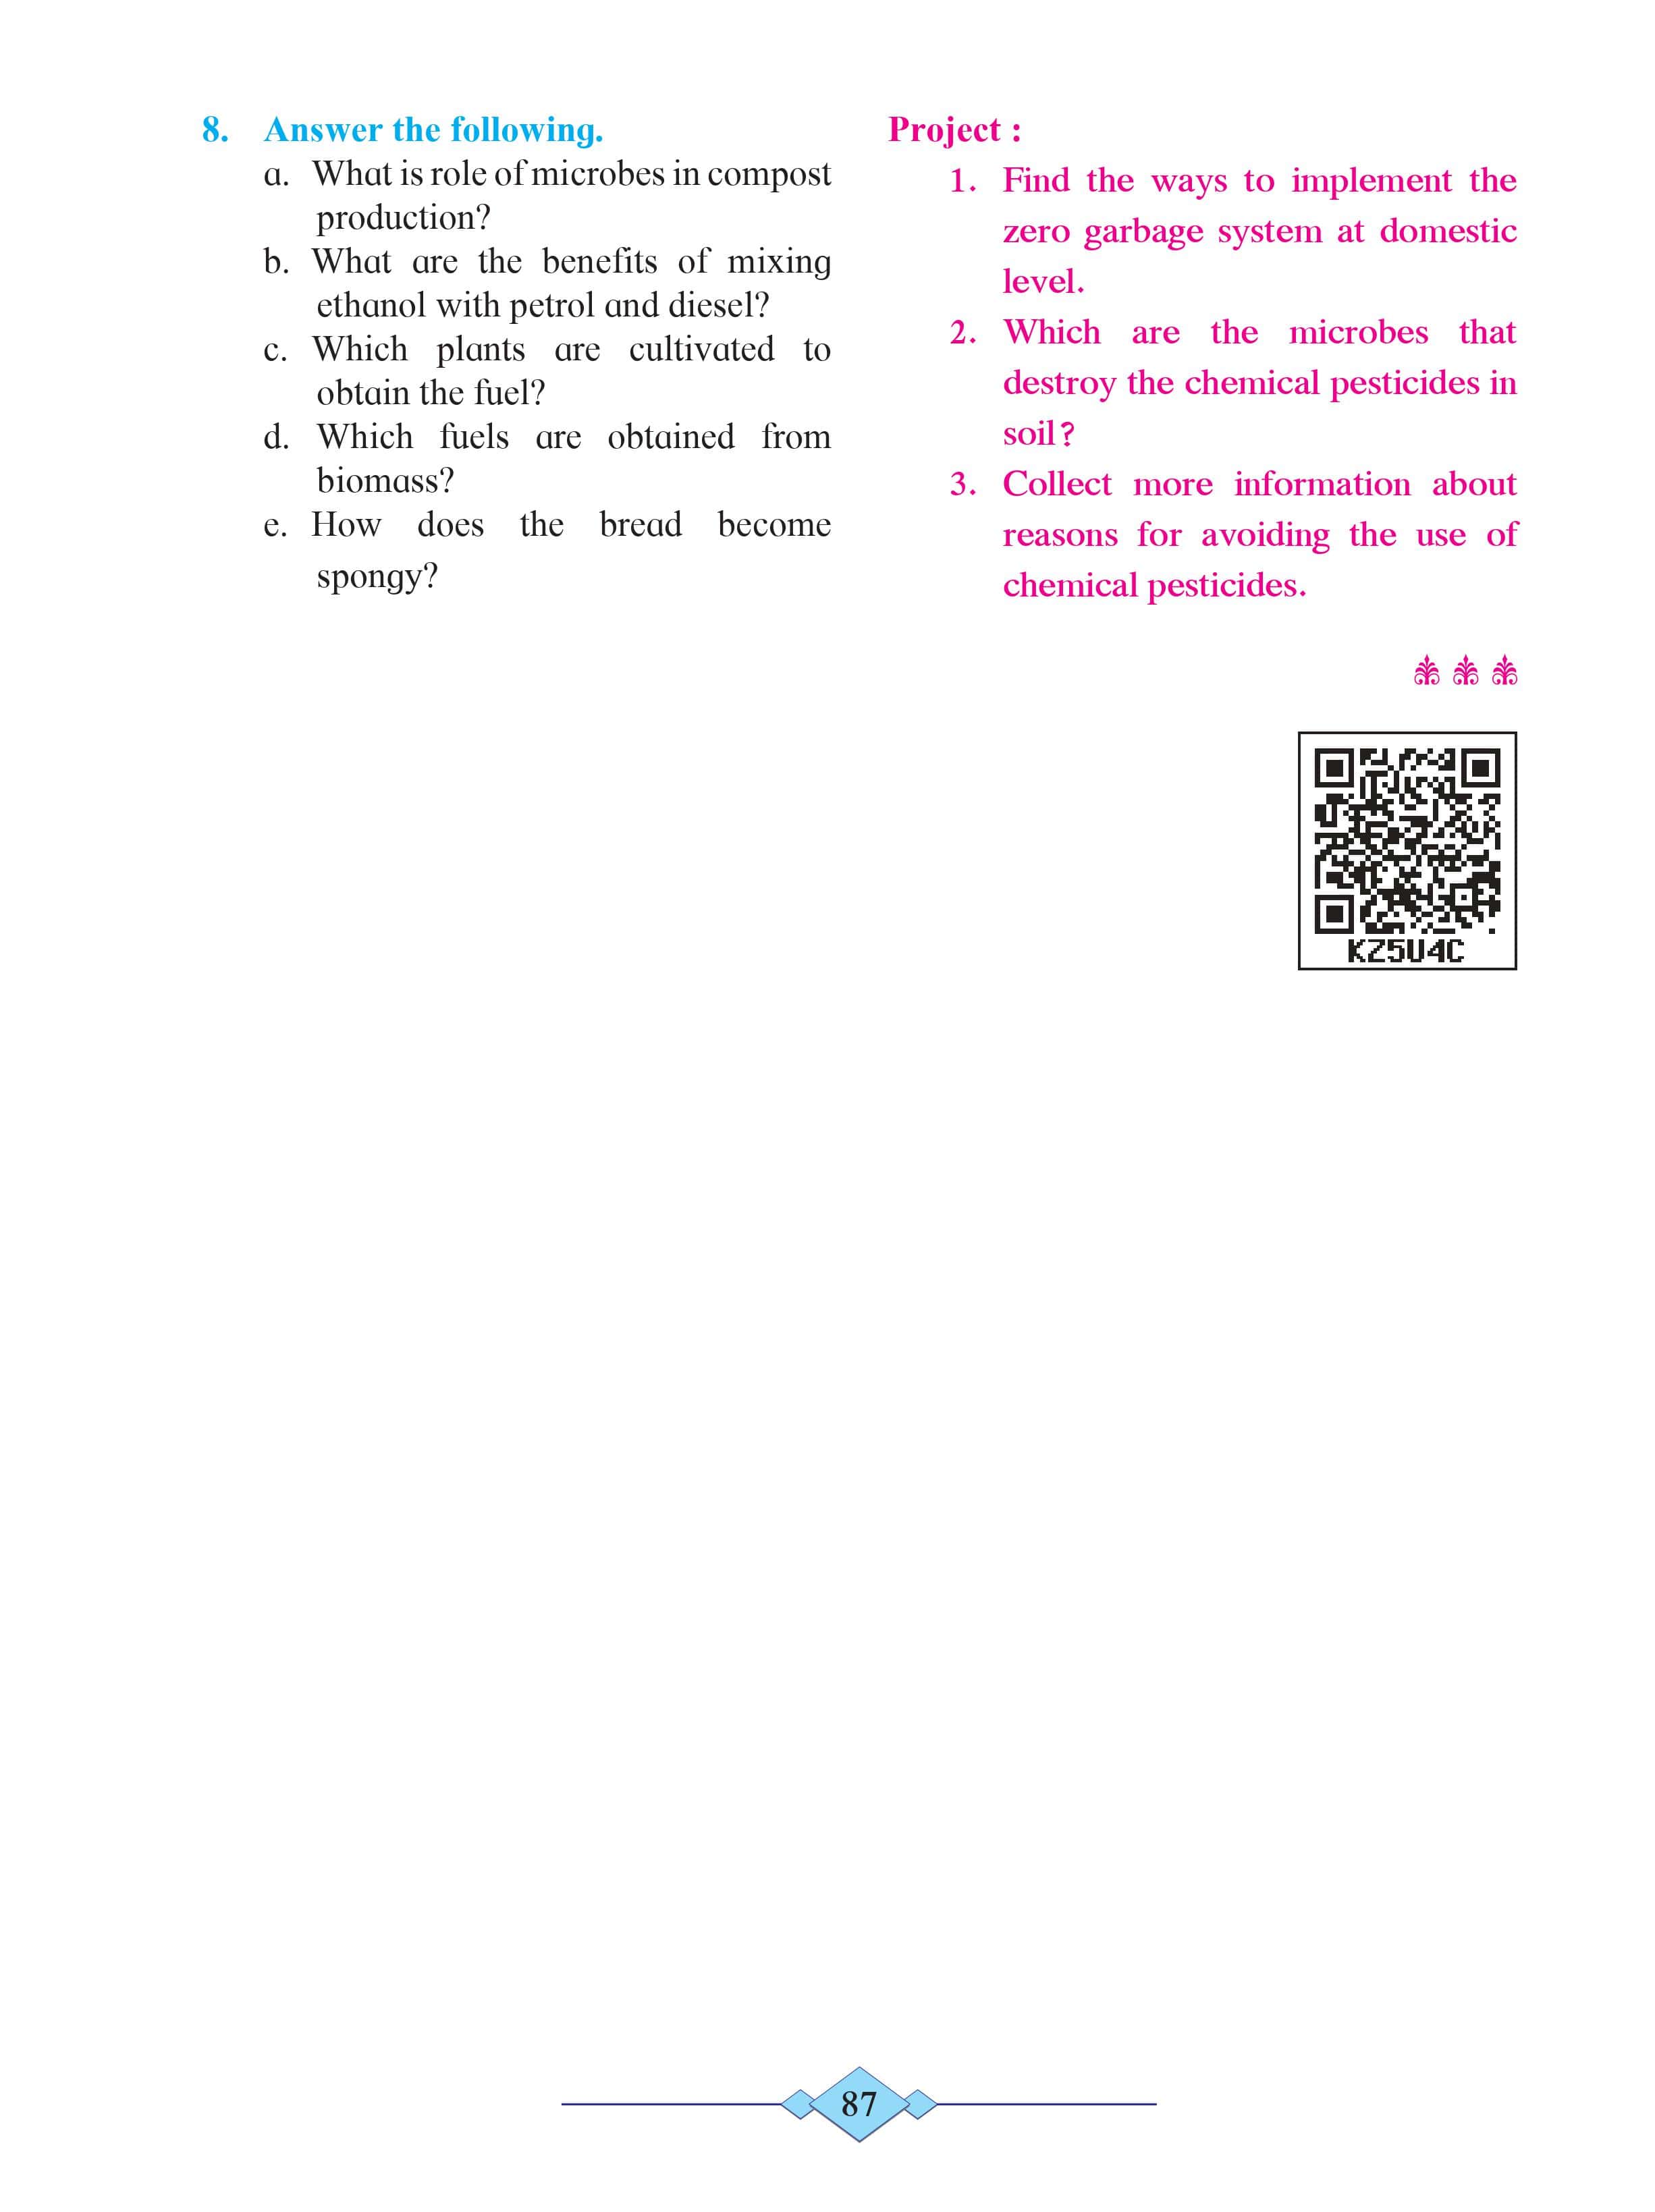 8. Answer the following.
a. What is role of microbes in compost
production?
b. What are the benefits of mixing
ethanol with petrol and diesel?
c. Which plants are cultivated to
obtain the fuel?
d. Which fuels are obtained from
biomass?
e. How does the bread become
spongy?
Project :
1. Find the ways to implement the
zero garbage system at domestic
level.
2. Which are the microbes that
destroy the chemical pesticides in
soil?
3. Collect more information about
reasons for avoiding the use of
chemical pesticides.
KZ5U4C
87